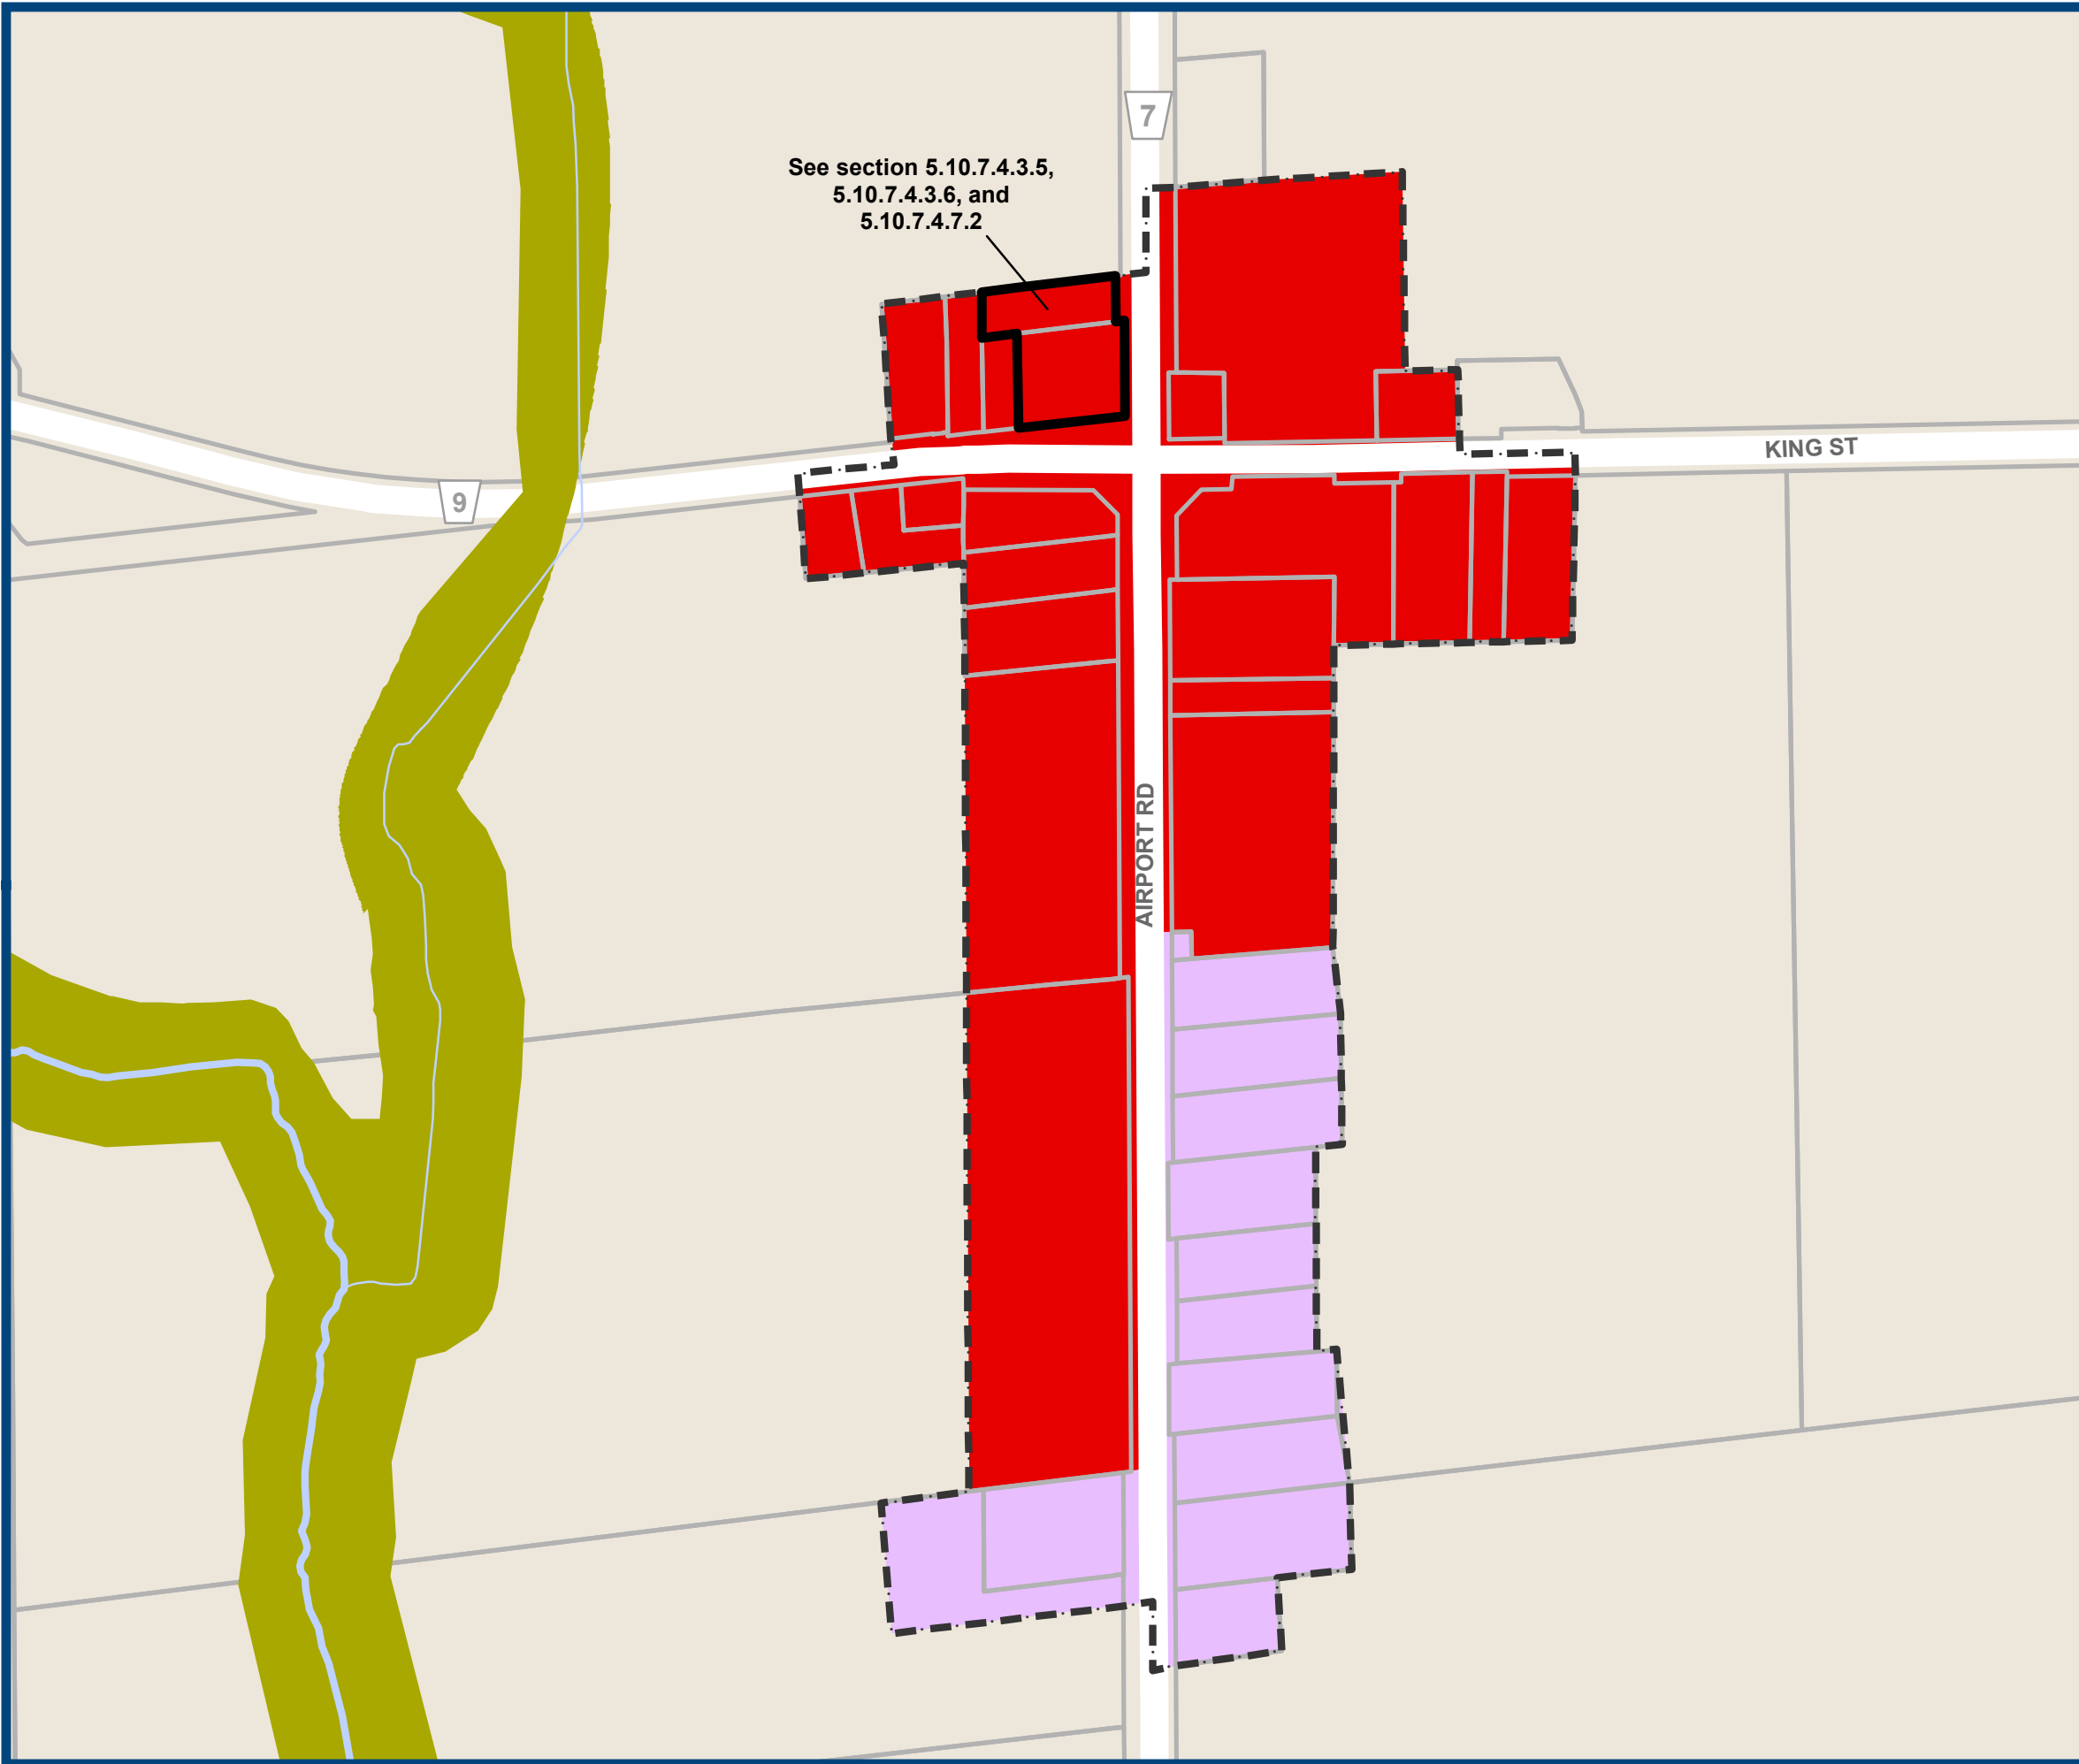 7
See section 5.10.7.4.3.5,
5.10.7.4.3.6, and
5.10.7.4.7.2
KING ST
9
AIRPORT RD